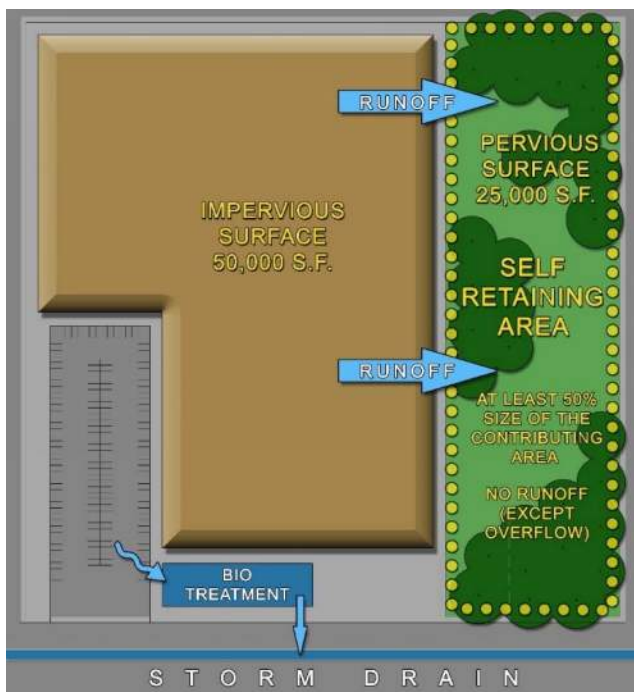 RUNOFF
PERVIOUS
SURFACE
25,000 S.F.
IMPERVIOUS
SURFACE
50,000 S.F.
SELF
RETAINING
AREA
RUNOFF
AT LEAST 50%
SIZE OF THE
CONTRIBUTING
AREA
NO RUNOFF
(EXCEPT
OVERFLOW)
BIO
TREATMENT
STORM DRAIN